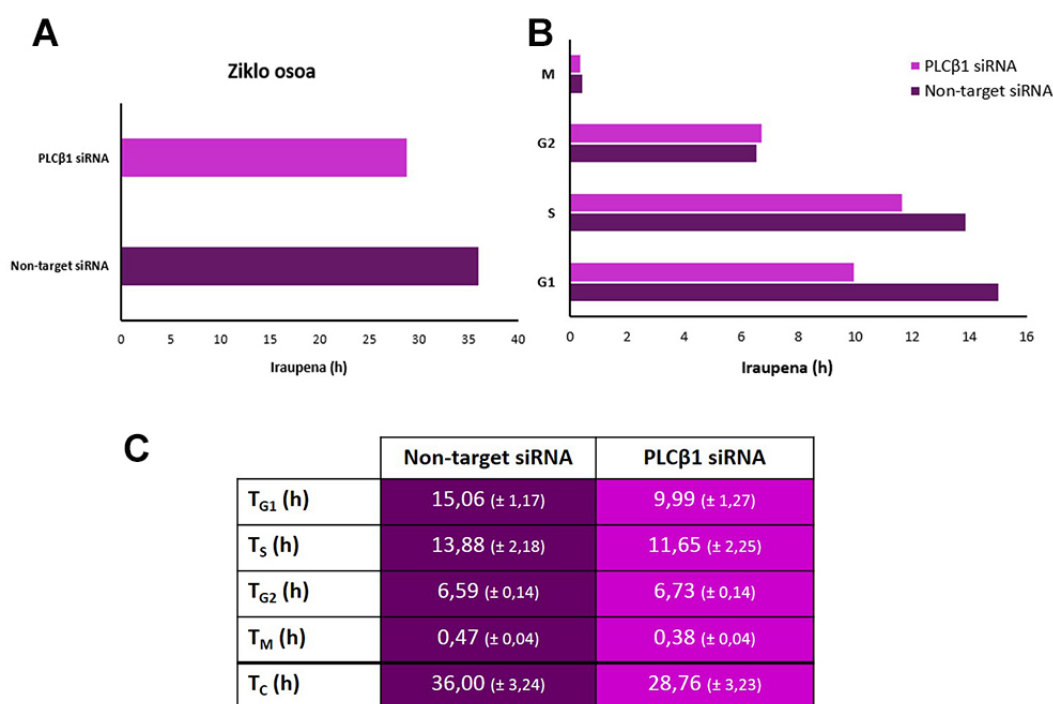 A
Ziklo osoa
PLCβ1 siRNA
Non-target siRNA
0 5 10 15 20 25 30 35 40
Iraupena (h)
B
M
G2
S
G1
0 2 4 6 8 10 12 14 16
Iraupena (h)
PLCβ1 siRNA
Non-target siRNA
C
Non-target siRNA PLCβ1 siRNA
TG1 (h) 15,06 (± 1,17) 9,99 (± 1,27)
TS (h) 13,88 (± 2,18) 11,65 (± 2,25)
TG2 (h) 6,59 (± 0,14) 6,73 (± 0,14)
TM (h) 0,47 (± 0,04) 0,38 (± 0,04)
TC (h) 36,00 (± 3,24) 28,76 (± 3,23)